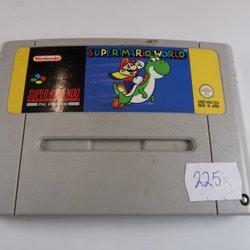 Nintendo
SUPER MARIO WORLD
SUPER NINTENDO
ENTERTAINMENT SYSTEM
PAL VERSION
MADE IN JAPAN
225:-